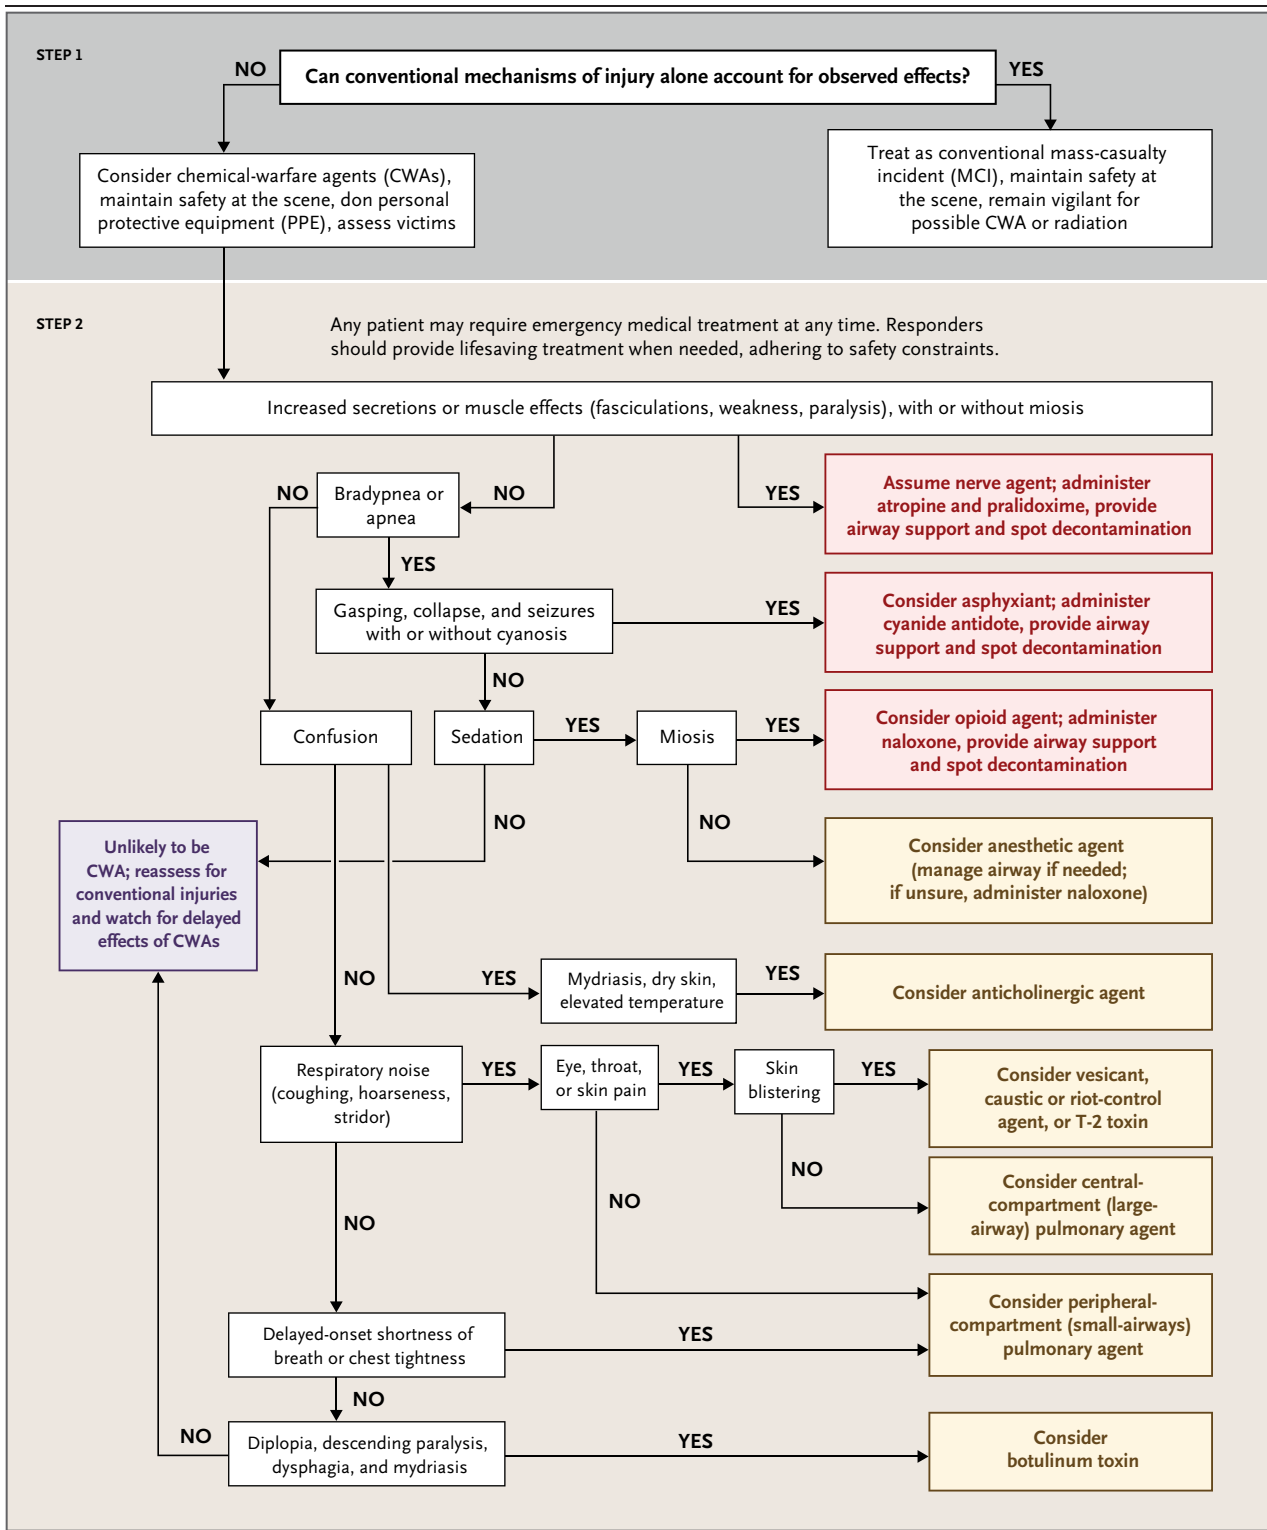 STEP 1
NO
Can conventional mechanisms of injury alone account for observed effects?
YES
Consider chemical-warfare agents (CWAs),
maintain safety at the scene, don personal
protective equipment (PPE), assess victims
Treat as conventional mass-casualty
incident (MCI), maintain safety at
the scene, remain vigilant for
possible CWA or radiation
STEP 2
Any patient may require emergency medical treatment at any time. Responders
should provide lifesaving treatment when needed, adhering to safety constraints.
Increased secretions or muscle effects (fasciculations, weakness, paralysis), with or without miosis
NO
Bradypnea or
apnea
NO
YES
Assume nerve agent; administer
atropine and pralidoxime, provide
airway support and spot decontamination
YES
Gasping, collapse, and seizures
with or without cyanosis
YES
Consider asphyxiant; administer
cyanide antidote, provide airway
support and spot decontamination
NO
Confusion
Sedation
YES
Miosis
YES
Consider opioid agent; administer
naloxone, provide airway support
and spot decontamination
NO
NO
Unlikely to be
CWA; reassess for
conventional injuries
and watch for delayed
effects of CWAs
Consider anesthetic agent
(manage airway if needed;
if unsure, administer naloxone)
NO
YES
Mydriasis, dry skin,
elevated temperature
YES
Consider anticholinergic agent
Respiratory noise
(coughing, hoarseness,
stridor)
YES
Eye, throat,
or skin pain
YES
Skin
blistering
YES
Consider vesicant,
caustic or riot-control
agent, or T-2 toxin
NO
NO
NO
Consider central-
compartment (large-
airway) pulmonary agent
Delayed-onset shortness of
breath or chest tightness
YES
Consider peripheral-
compartment (small-airways)
pulmonary agent
NO
NO
Diplopia, descending paralysis,
dysphagia, and mydriasis
YES
Consider
botulinum toxin